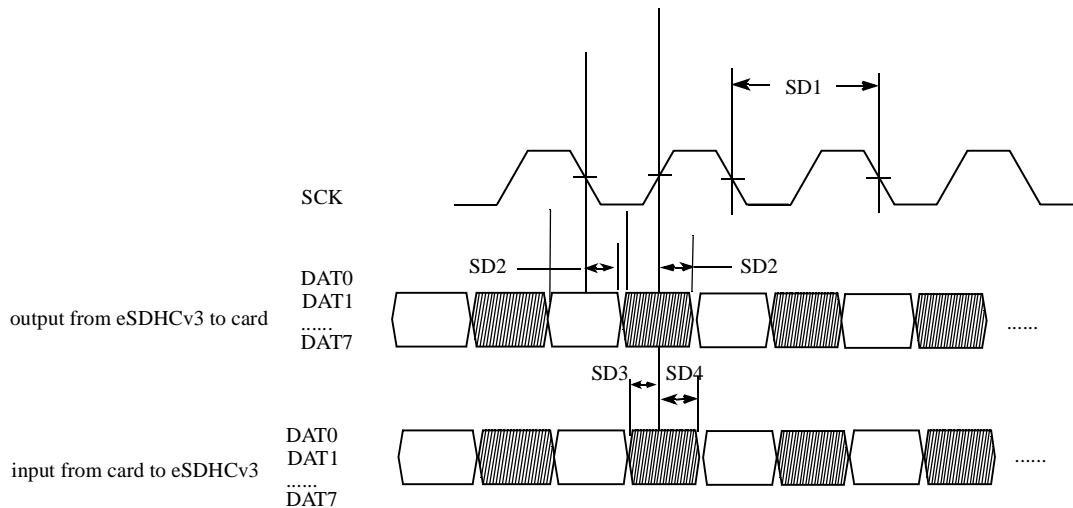 SD1
SCK
SD2
SD2
DAT0
DAT1
......
DAT7
output from eSDHCv3 to card
......
SD3
SD4
DAT0
DAT1
......
DAT7
input from card to eSDHCv3
......